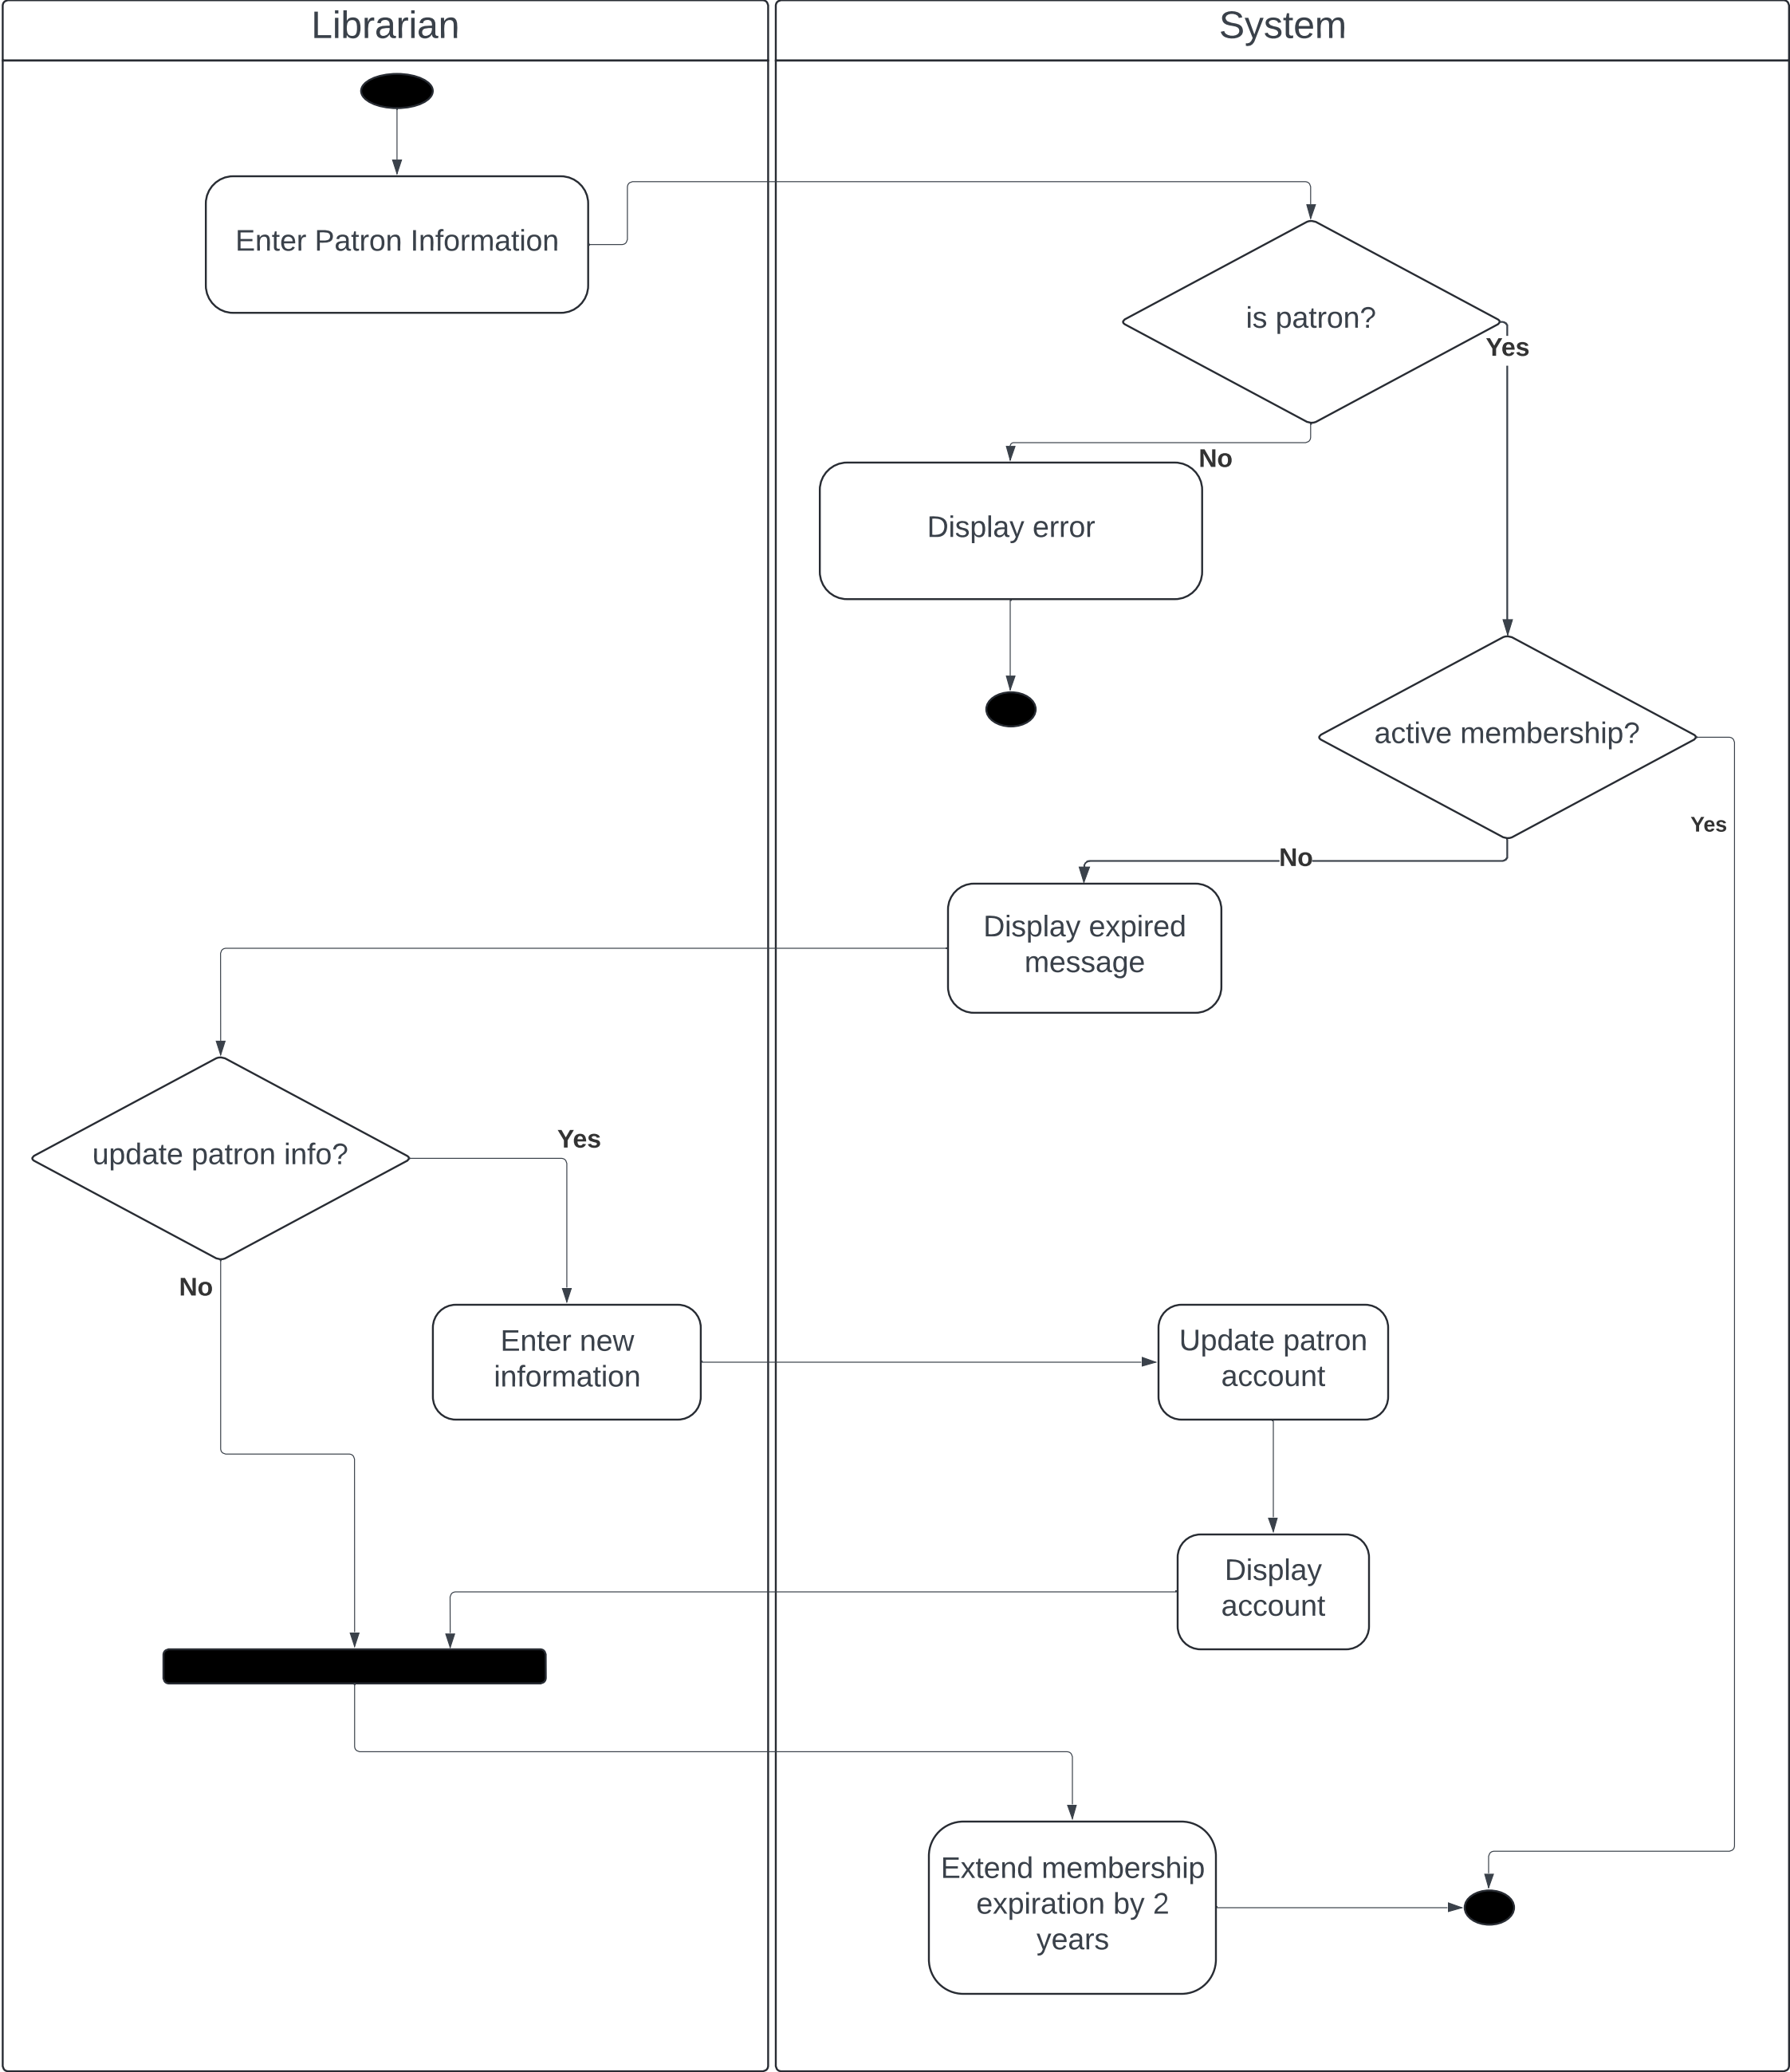 Librarian
System
Enter Patron Information
is patron?
Yes
No
Display error
active membership?
Yes
No
Display expired
message
update patron info?
Yes
No
Enter new
information
Update patron
account
Display
account
Extend membership
expiration by 2
years